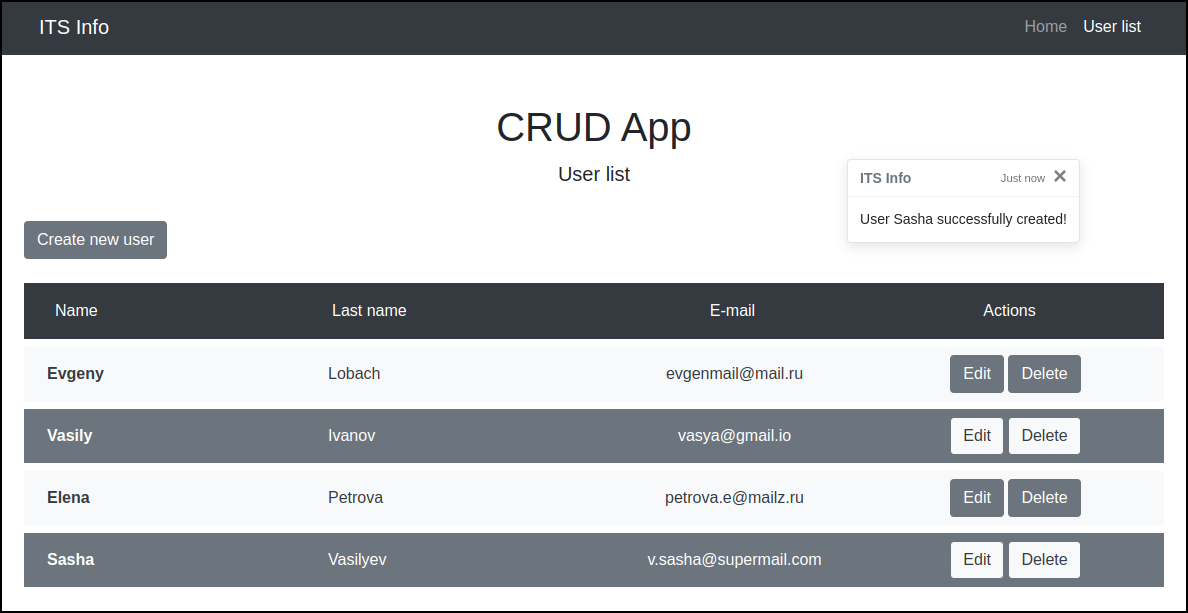 ITS Info Home User list
CRUD App
User list
ITS Info Just now ×
User Sasha successfully created!
Create new user
Name Last name E-mail Actions
Evgeny Lobach evgenmail@mail.ru Edit Delete
Vasily Ivanov vasya@gmail.io Edit Delete
Elena Petrova petrova.e@mailz.ru Edit Delete
Sasha Vasilyev v.sasha@supermail.com Edit Delete